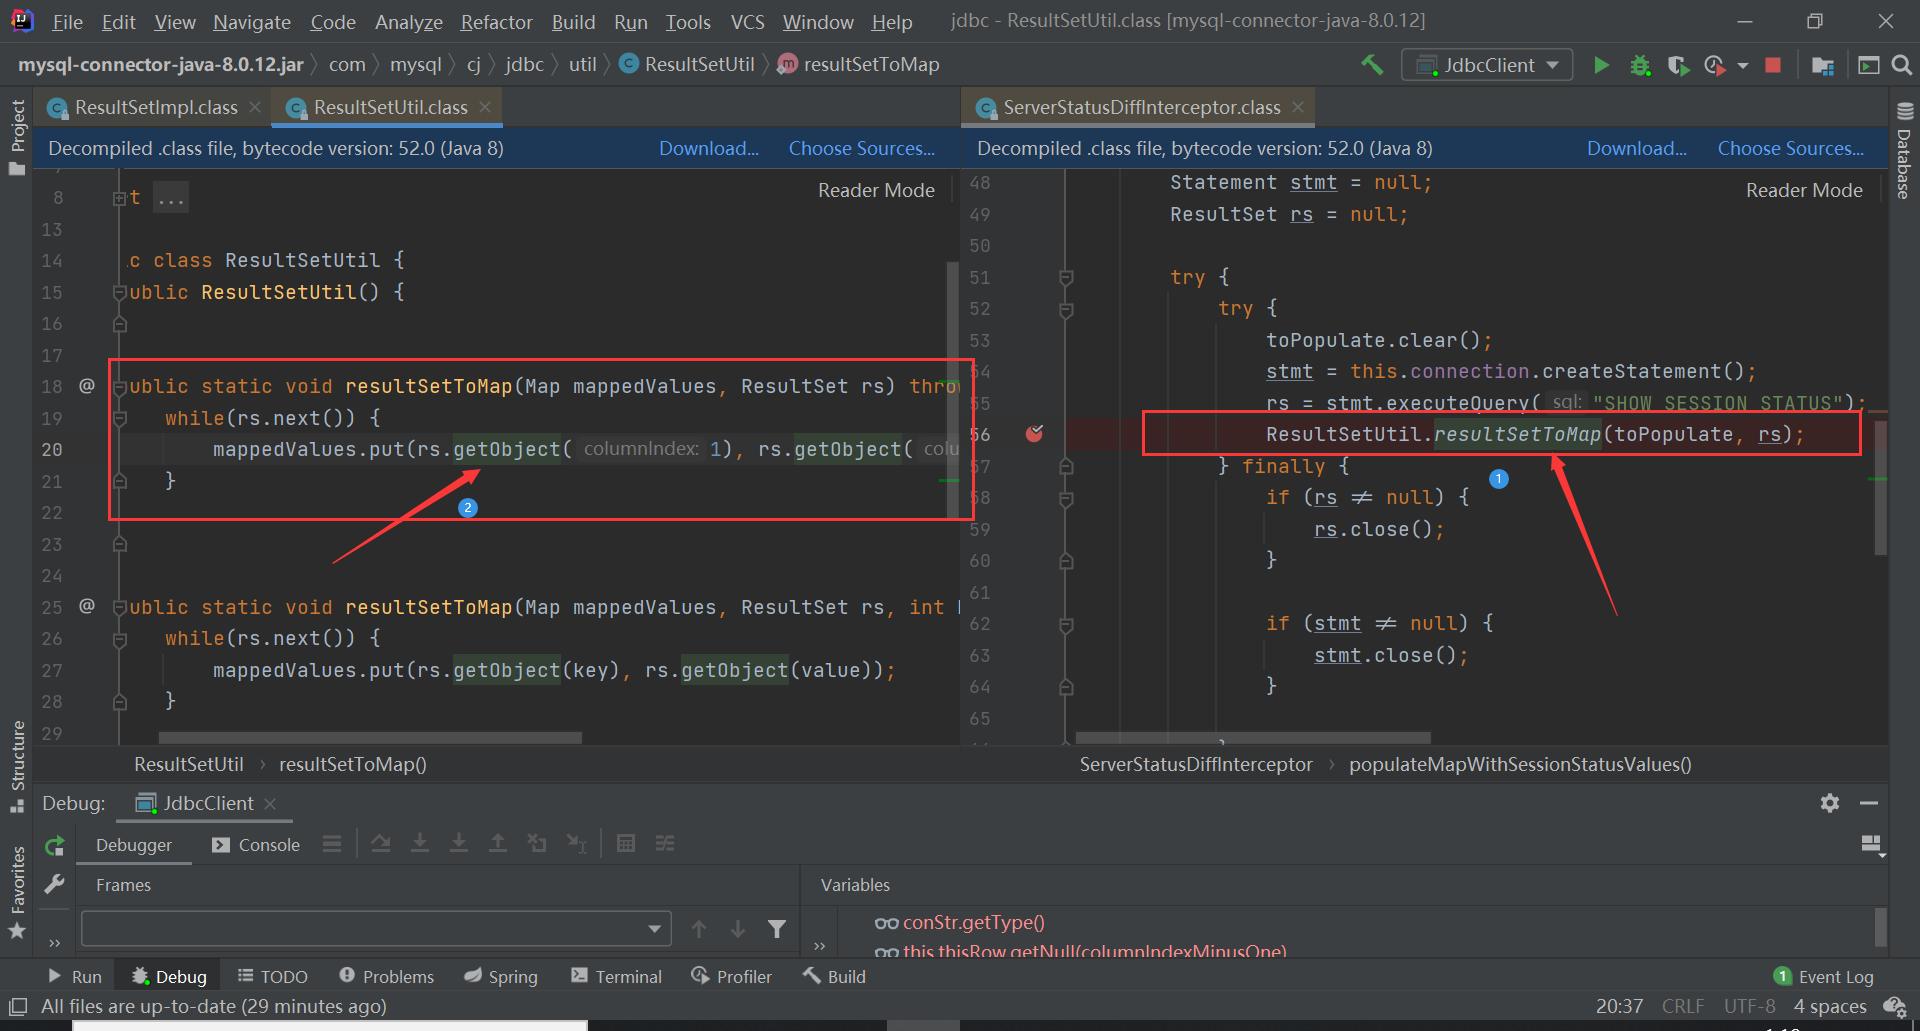 File Edit View Navigate Code Analyze Refactor Build Run Tools VCS Window Help jdbc - ResultSetUtil.class [mysql-connector-java-8.0.12]
mysql-connector-java-8.0.12.jar com mysql cj jdbc util ResultSetUtil resultSetToMap JdbcClient
Project
Structure
Favorites
ResultSetImpl.class ResultSetUtil.class
Decompiled .class file, bytecode version: 52.0 (Java 8) Download... Choose Sources...
Reader Mode
8 t ...
13
14 c class ResultSetUtil {
15 ublic ResultSetUtil() {
16
17
18 @ ublic static void resultSetToMap(Map mappedValues, ResultSet rs) throw
19 while(rs.next()) {
20 mappedValues.put(rs.getObject( columnIndex: 1), rs.getObject( colu
21 }
22
2
23
24
25 @ ublic static void resultSetToMap(Map mappedValues, ResultSet rs, int
26 while(rs.next()) {
27 mappedValues.put(rs.getObject(key), rs.getObject(value));
28 }
29
ResultSetUtil resultSetToMap()
ServerStatusDiffInterceptor.class
Decompiled .class file, bytecode version: 52.0 (Java 8) Download... Choose Sources...
Reader Mode
48 Statement stmt = null;
49 ResultSet rs = null;
50
51 try {
52 try {
53 toPopulate.clear();
54 stmt = this.connection.createStatement();
55 rs = stmt.executeQuery( sql: "SHOW SESSION STATUS");
56 ResultSetUtil.resultSetToMap(toPopulate, rs);
57 } finally {
1
58 if (rs ≠ null) {
59 rs.close();
60 }
61
62 if (stmt ≠ null) {
63 stmt.close();
64 }
65
ServerStatusDiffInterceptor populateMapWithSessionStatusValues()
Database
Debug: JdbcClient
Debugger Console
Frames Variables
conStr.getType()
this.thisRow.getNull(columnIndexMinusOne)
Run Debug TODO Problems Spring Terminal Profiler Build 1 Event Log
All files are up-to-date (29 minutes ago) 20:37 CRLF UTF-8 4 spaces